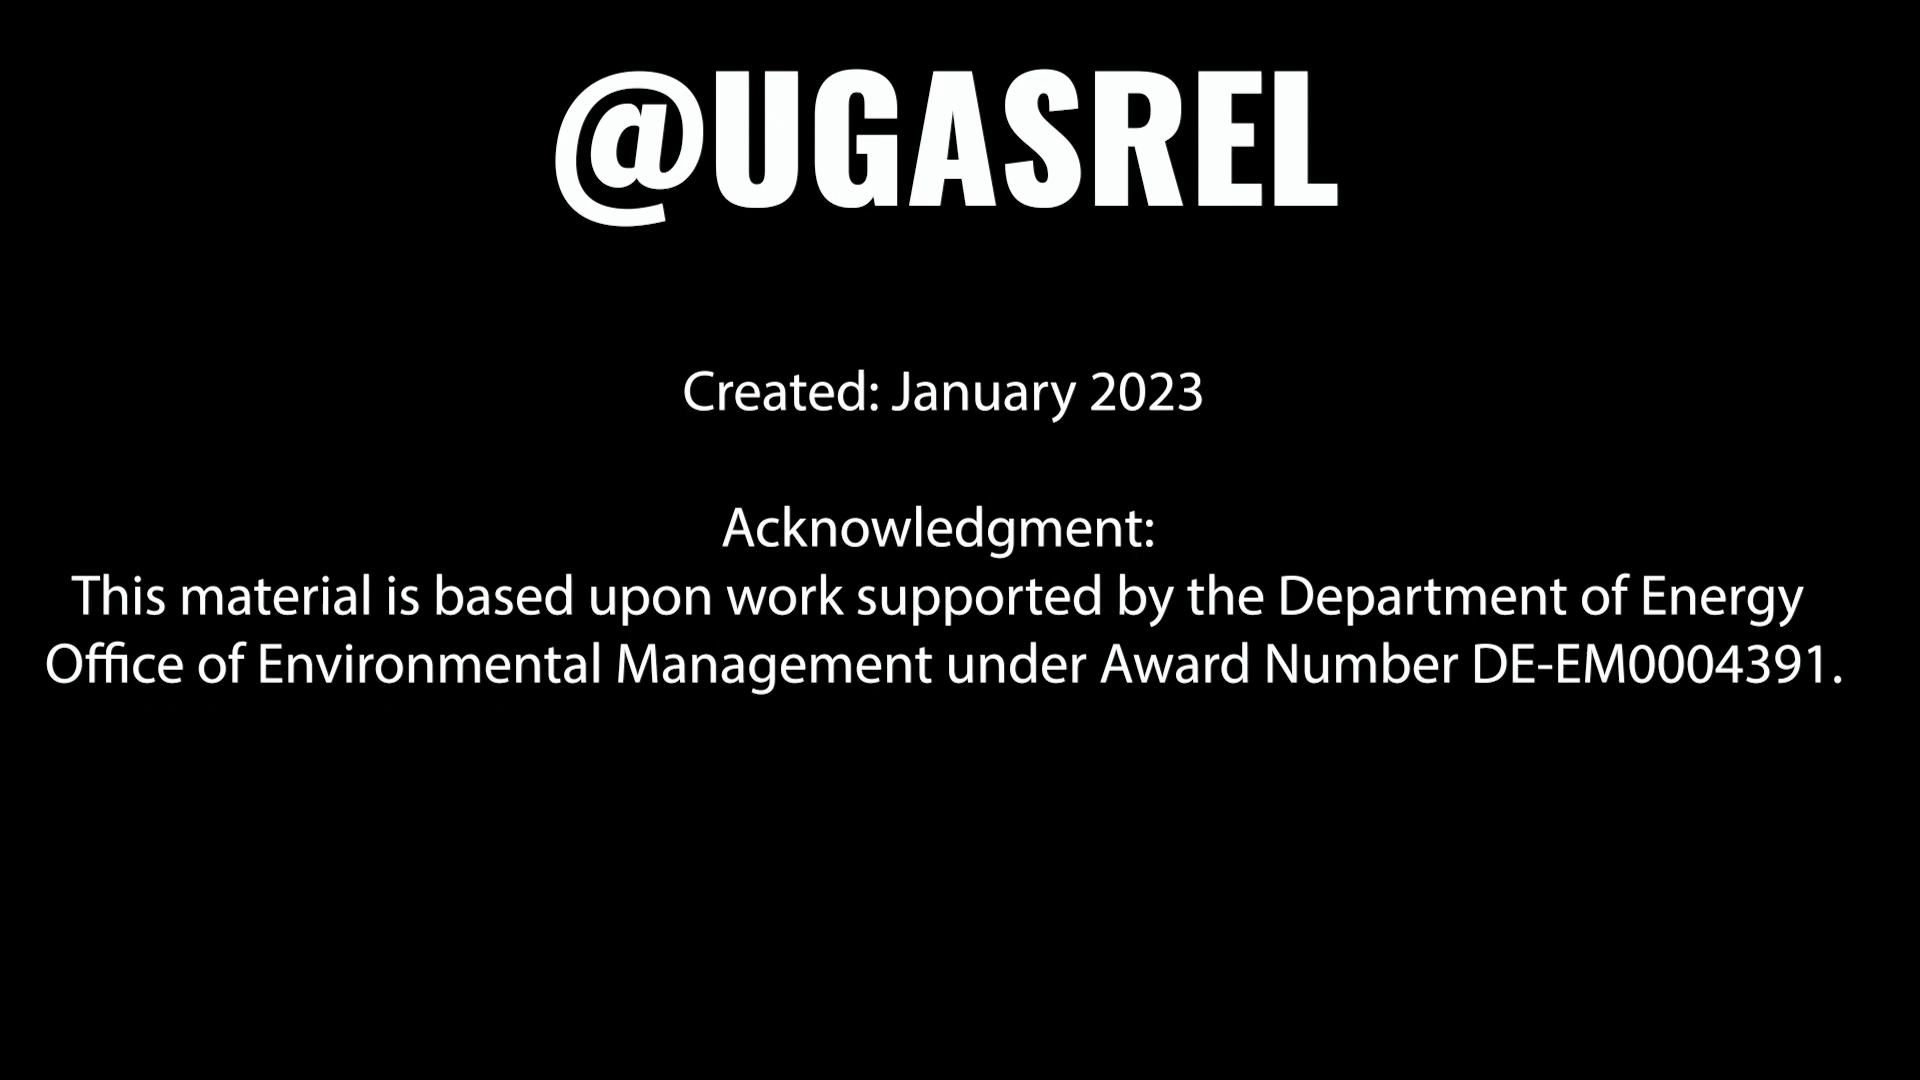 @UGASREL
Created: January 2023
Acknowledgment:
This material is based upon work supported by the Department of Energy
Office of Environmental Management under Award Number DE-EM0004391.